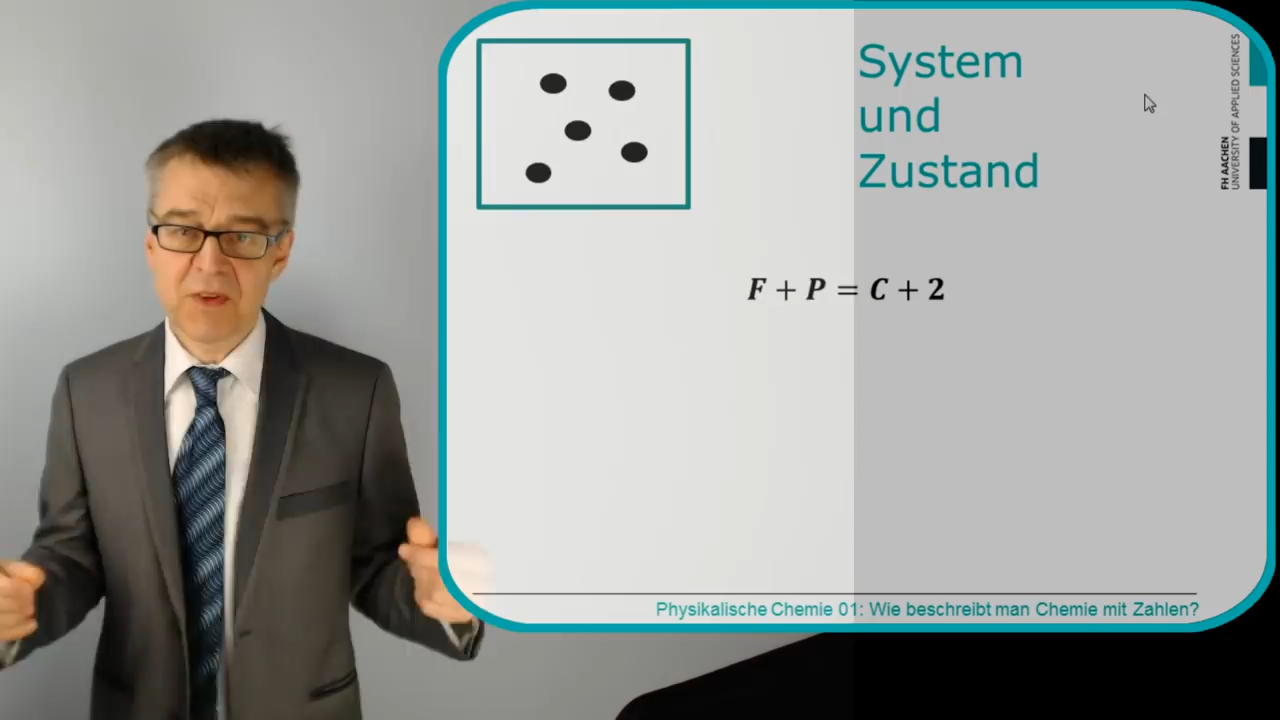 System
und
Zustand
FH AACHEN
UNIVERSITY OF APPLIED SCIENCES
F + P = C + 2
Physikalische Chemie 01: Wie beschreibt man Chemie mit Zahlen?